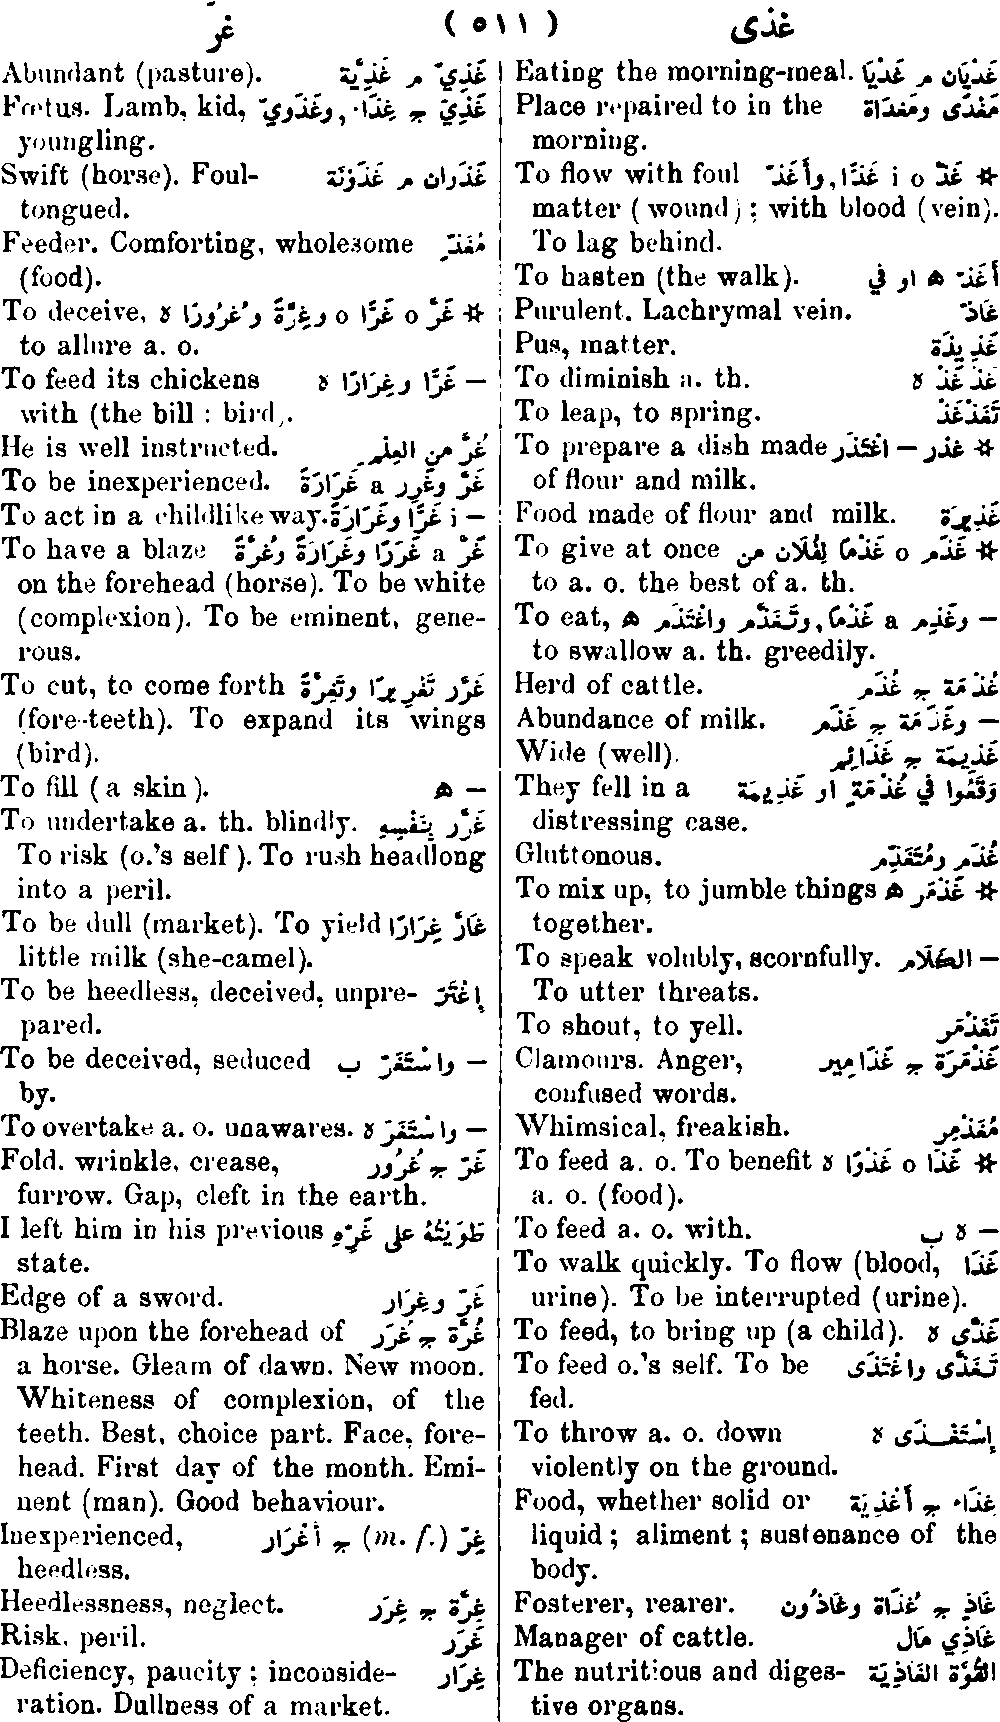 غذى ( ٥١١ ) غرّ
Eating the morning-meal. غَدْيَان م غَدْيَا
Place repaired to in the مَغْدًى ومَغْدَاة
morning.
To flow with foul ✲ غَذَّ i o غَذًّا, وأَغَذّ
matter (wound) ; with blood (vein).
To lag behind.
To hasten (the walk). أَغَذّ ه او في
Purulent. Lachrymal vein. غَاذّ
Pus, matter. غَذِيذَة
To diminish a. th. غَذْغَذَ ه
To leap, to spring. تَغَذْغَذَ
To prepare a dish made ✲ غذر – اغْتَذَر
of flour and milk.
Food made of flour and milk. غَذِيرَة
To give at once ✲ غَذَم o غَذْمًا لِفُلَان من
to a. o. the best of a. th.
To eat, – وغَذِم a غَذْمًا, وتَغَذَّم واغْتَذَم ه
to swallow a. th. greedily.
Herd of cattle. غُذْمَة ج غُذَم
Abundance of milk. – وغَذَمَة ج غَذَم
Wide (well). غَذِيمَة ج غَذَائِم
They fell in a وَقَعُوا في غُذْمَةٍ او غَذِيمَة
distressing case.
Gluttonous. غُذَم ومُتَغَذِّم
To mix up, to jumble things ✲ غَذْمَر ه
together.
To speak volubly, scornfully. – الكَلَام
To utter threats.
To shout, to yell. تَغَذْمَر
Clamours. Anger, غَذْمَرَة ج غَذَامِير
confused words.
Whimsical, freakish. مُغَذْمِر
To feed a. o. To benefit ✲ غَذَا o غَذْوًا ه
a. o. (food).
To feed a. o. with. – ه ب
To walk quickly. To flow (blood, غَذَا
urine). To be interrupted (urine).
To feed, to bring up (a child). غَذَّى ه
To feed o.'s self. To be تَغَذَّى واغْتَذَى
fed.
To throw a. o. down إِسْتَغْذَى ه
violently on the ground.
Food, whether solid or غِذَاء ج أَغْذِيَة
liquid ; aliment ; sustenance of the
body.
Fosterer, rearer. غَاذٍ ج غُذَاة وغَاذُون
Manager of cattle. غَاذِي مَال
The nutritious and diges- القُوَّة الغَاذِيَة
tive organs.
Abundant (pasture). غَذِيّ م غَذِيَّة
Fœtus. Lamb, kid, غَذِيّ ج غِذَاء, وغَذَوِيّ
youngling.
Swift (horse). Foul- غَذَوَان م غَذَوَنَة
tongued.
Feeder. Comforting, wholesome مُغَذٍّ
(food).
To deceive, ✲ غَرَّ o غَرًّا o وغِرَّةً وغُرُورًا ه
to allure a. o.
To feed its chickens – غَرًّا وغِرَارًا ه
with (the bill : bird).
He is well instructed. غُرَّ من العِلْم
To be inexperienced. غَرَّ وغَرِر a غَرَارَةً
To act in a childlike way. – i غَرًّا وغَرَارَةً
To have a blaze غَرَّ a غَرَرًا وغَرَارَةً وغُرَّةً
on the forehead (horse). To be white
(complexion). To be eminent, gene-
rous.
To cut, to come forth غَرَّر تَغْرِيرًا وتَغِرَّةً
(fore-teeth). To expand its wings
(bird).
To fill (a skin). – ه
To undertake a. th. blindly. غَرَّر بِنَفْسِهِ
To risk (o.'s self). To rush headlong
into a peril.
To be dull (market). To yield غَارَّ غِرَارًا
little milk (she-camel).
To be heedless, deceived, unpre- إِغْتَرّ
pared.
To be deceived, seduced – واسْتَغَرّ ب
by.
To overtake a. o. unawares. – واسْتَغَرّ ه
Fold, wrinkle, crease, غَرّ ج غُرُور
furrow. Gap, cleft in the earth.
I left him in his previous طَوَيْتُهُ على غَرِّهِ
state.
Edge of a sword. غَرّ وغِرَار
Blaze upon the forehead of غُرَّة ج غُرَر
a horse. Gleam of dawn. New moon.
Whiteness of complexion, of the
teeth. Best, choice part. Face, fore-
head. First day of the month. Emi-
nent (man). Good behaviour.
Inexperienced, غِرّ (m. f.) ج أَغْرَار
heedless.
Heedlessness, neglect. غِرَّة ج غِرَر
Risk, peril. غَرَر
Deficiency, paucity ; inconside- غِرَار
ration. Dullness of a market.